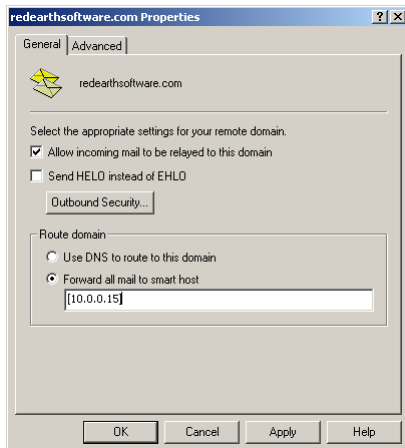 redearthsoftware.com Properties
General
Advanced
redearthsoftware.com
Select the appropriate settings for your remote domain.
Allow incoming mail to be relayed to this domain
Send HELO instead of EHLO
Outbound Security...
Route domain
Use DNS to route to this domain
Forward all mail to smart host
[10.0.0.15]
OK
Cancel
Apply
Help